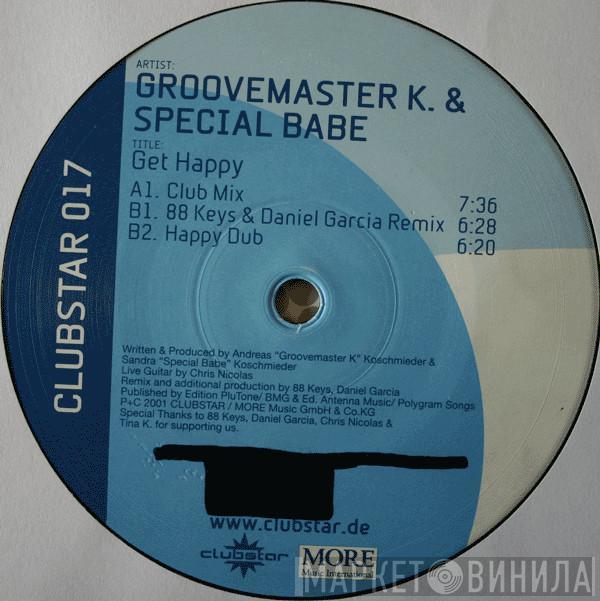 ARTIST:
GROOVEMASTER K. &
SPECIAL BABE
TITLE:
Get Happy
A1. Club Mix 7:36
B1. 88 Keys & Daniel Garcia Remix 6:28
B2. Happy Dub 6:20
CLUBSTAR 017
Written & Produced by Andreas "Groovemaster K" Koschmieder &
Sandra "Special Babe" Koschmieder
Live Guitar by Chris Nicolas
Remix and additional production by 88 Keys, Daniel Garcia
Published by Edition PluTone/ BMG & Ed. Antenna Music/ Polygram Songs
P+C 2001 CLUBSTAR / MORE Music GmbH & Co.KG
Special Thanks to 88 Keys, Daniel Garcia, Chris Nicolas &
Tina K. for supporting us.
www.clubstar.de
clubstar
MORE
Music International
МАРКЕТ ВИНИЛА